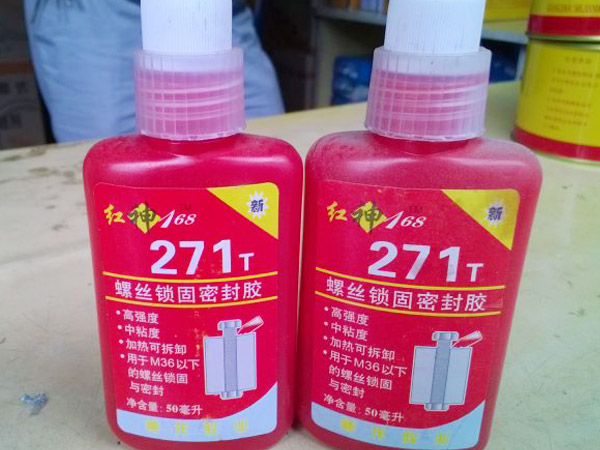 红神168
新
271T
螺丝锁固密封胶
·高强度
·中粘度
·加热可拆卸
·用于M36以下
的螺丝锁固
与密封
净含量:50毫升
红神168
新
271T
螺丝锁固密封胶
·高强度
·中粘度
·加热可拆卸
·用于M36以下
的螺丝锁固
与密封
净含量:50毫升